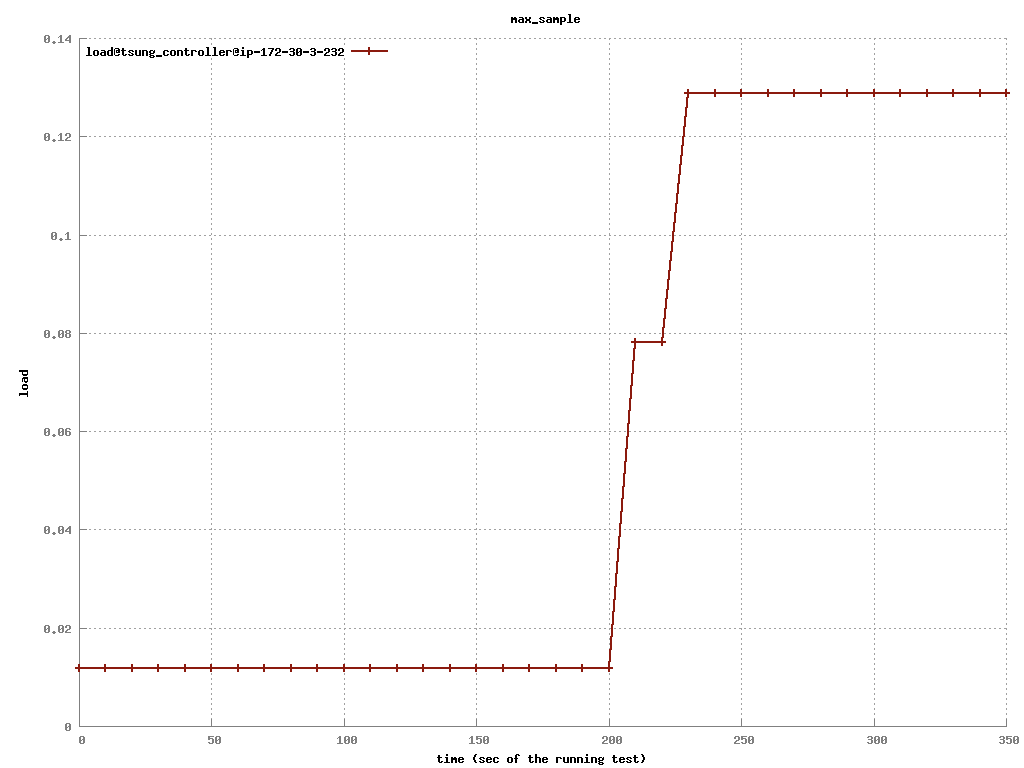 max_sample
load@tsung_controller@ip-172-30-3-232
0.14
0.12
0.1
0.08
0.06
0.04
0.02
0
load
0 50 100 150 200 250 300 350
time (sec of the running test)